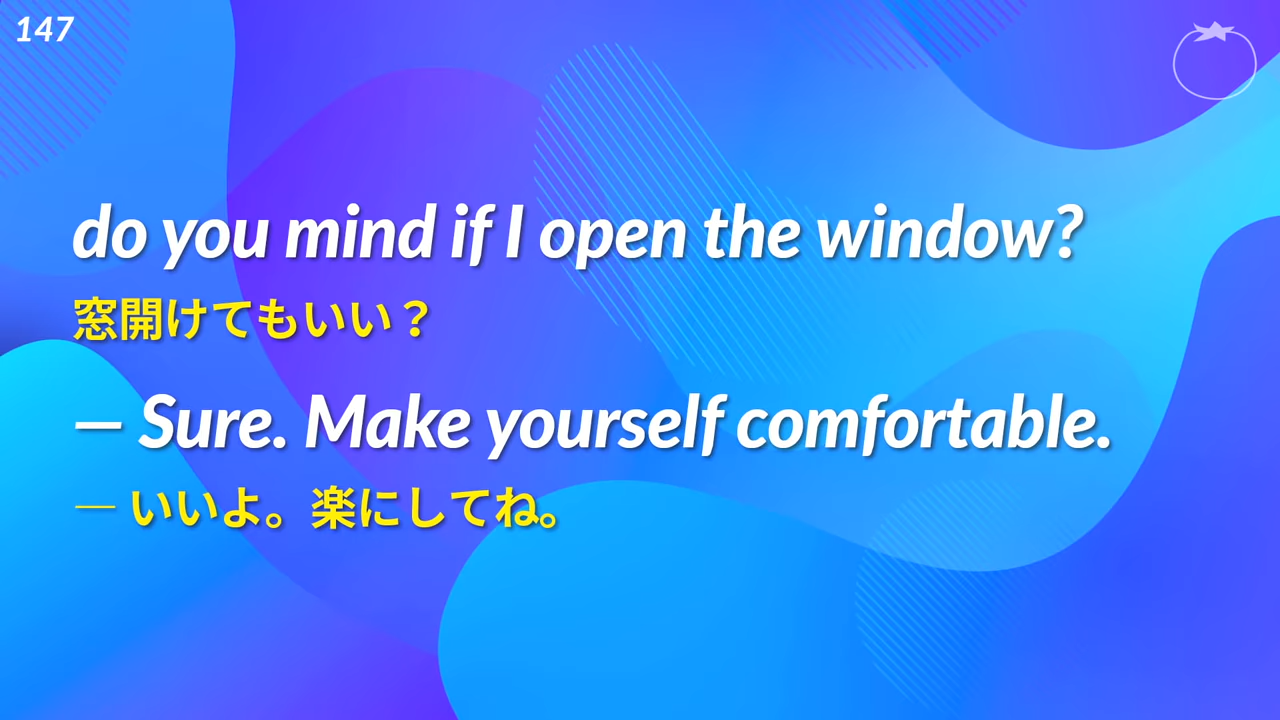 147
do you mind if I open the window?
窓開けてもいい？
– Sure. Make yourself comfortable.
― いいよ。楽にしてね。